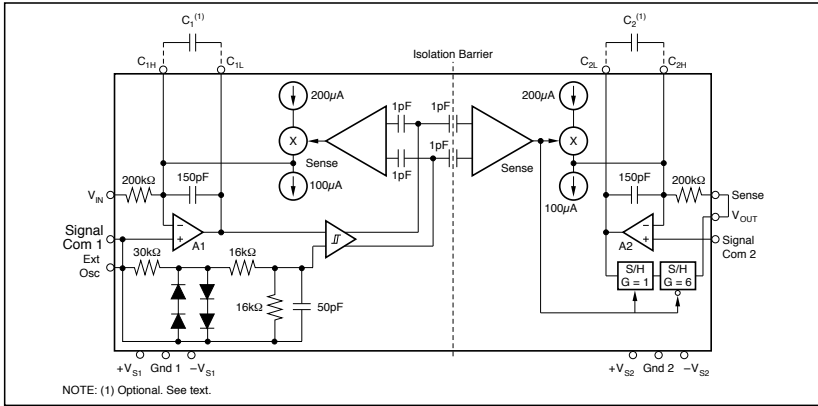 C1(1)
C2(1)
Isolation Barrier
C1H
C1L
C2L
C2H
200µA
1pF
1pF
200µA
X
X
Sense
1pF
1pF
Sense
100µA
100µA
150pF
150pF
200kΩ
200kΩ
VIN
Sense
VOUT
Signal
Com 1
–
+
A1
–
+
A2
Signal
Com 2
Ext
Osc
30kΩ
16kΩ
S/H
G = 1
S/H
G = 6
16kΩ
50pF
+VS1
Gnd 1
–VS1
+VS2
Gnd 2
–VS2
NOTE: (1) Optional. See text.